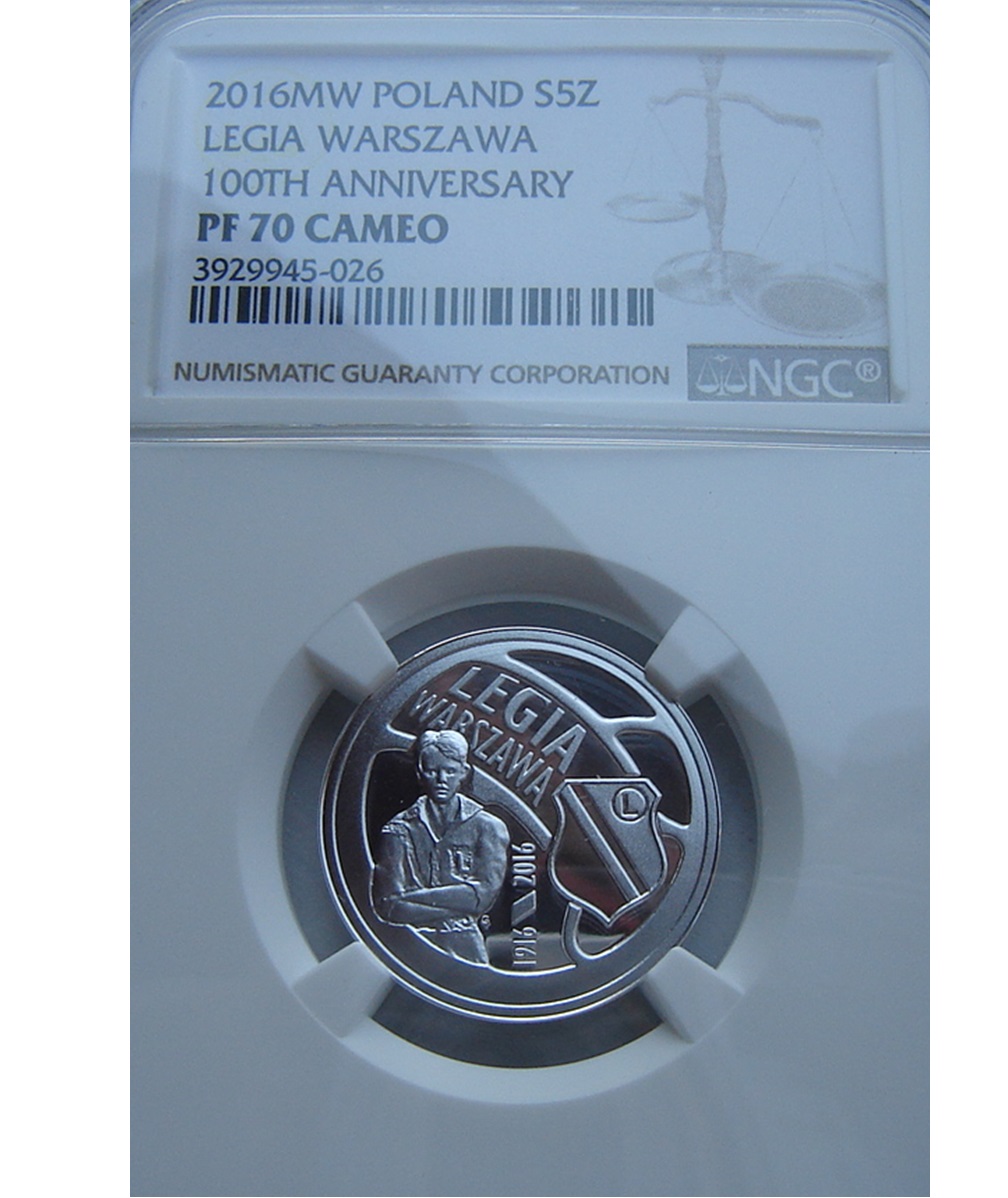 2016MW POLAND S5Z
LEGIA WARSZAWA
100TH ANNIVERSARY
PF 70 CAMEO
3929945-026
NUMISMATIC GUARANTY CORPORATION
NGC®
LEGIA
WARSZAWA
L
L
1916 2016